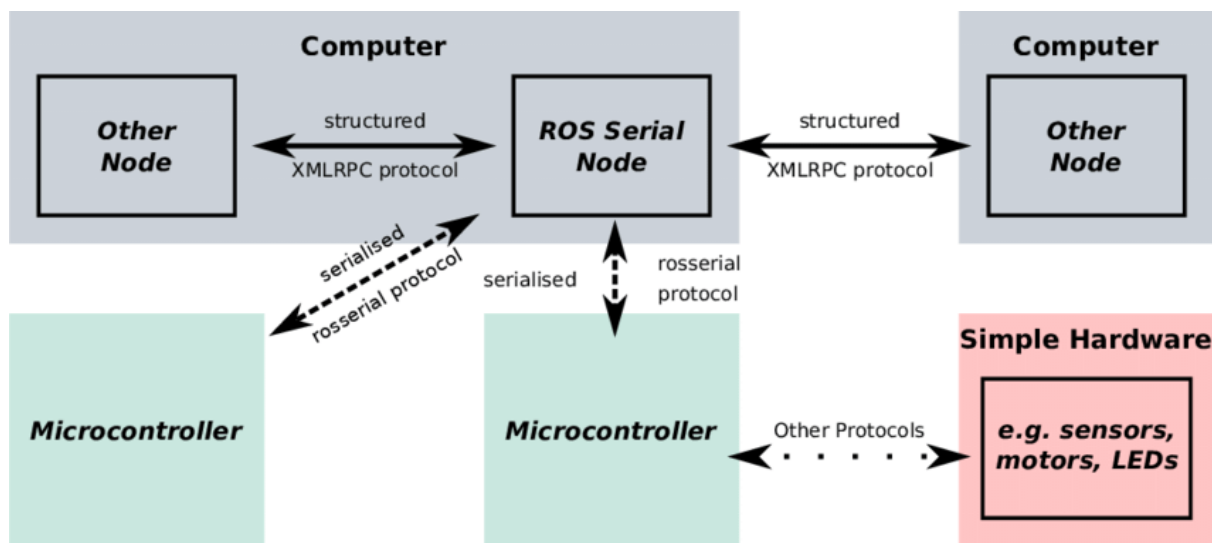 Computer
Computer
Other
Node
structured
XMLRPC protocol
ROS Serial
Node
structured
XMLRPC protocol
Other
Node
serialised
rosserial protocol
serialised
rosserial
protocol
Microcontroller
Microcontroller
Other Protocols
Simple Hardware
e.g. sensors,
motors, LEDs